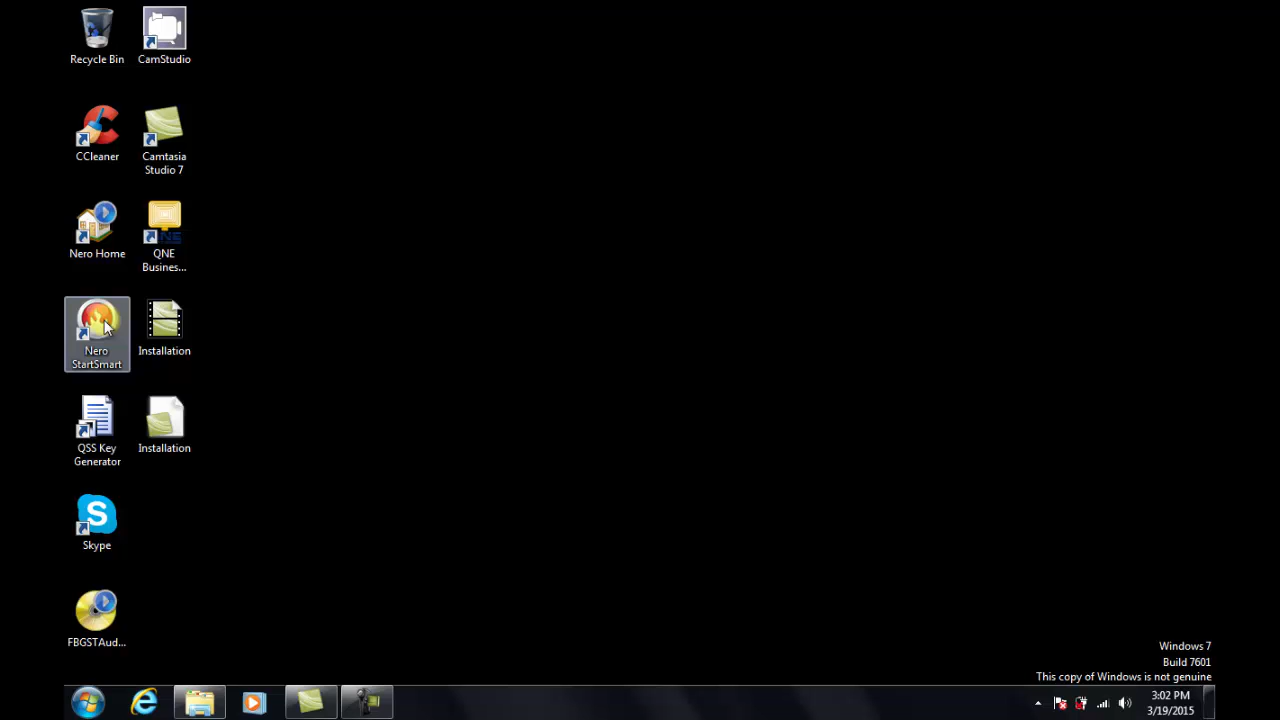 Recycle Bin
CamStudio
CCleaner
Camtasia
Studio 7
Nero Home
QNE
Busines...
Nero
StartSmart
Installation
QSS Key
Generator
Installation
Skype
FBGSTAud...
Windows 7
Build 7601
This copy of Windows is not genuine
3:02 PM
3/19/2015